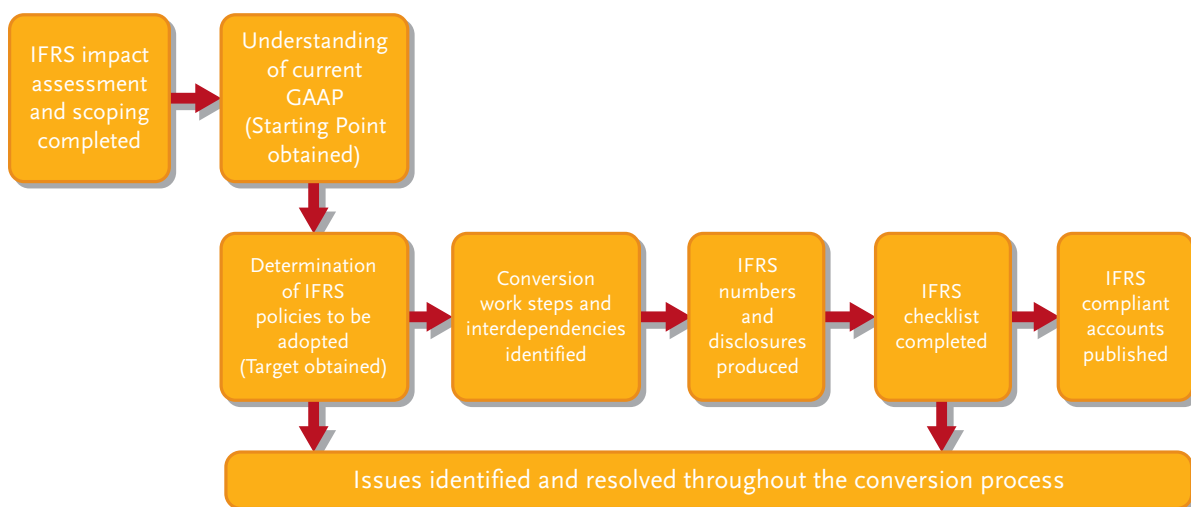 IFRS impact
assessment
and scoping
completed
Understanding
of current
GAAP
(Starting Point
obtained)
Determination
of IFRS
policies to be
adopted
(Target obtained)
Conversion
work steps and
interdependencies
identified
IFRS
numbers
and
disclosures
produced
IFRS
checklist
completed
IFRS
compliant
accounts
published
Issues identified and resolved throughout the conversion process